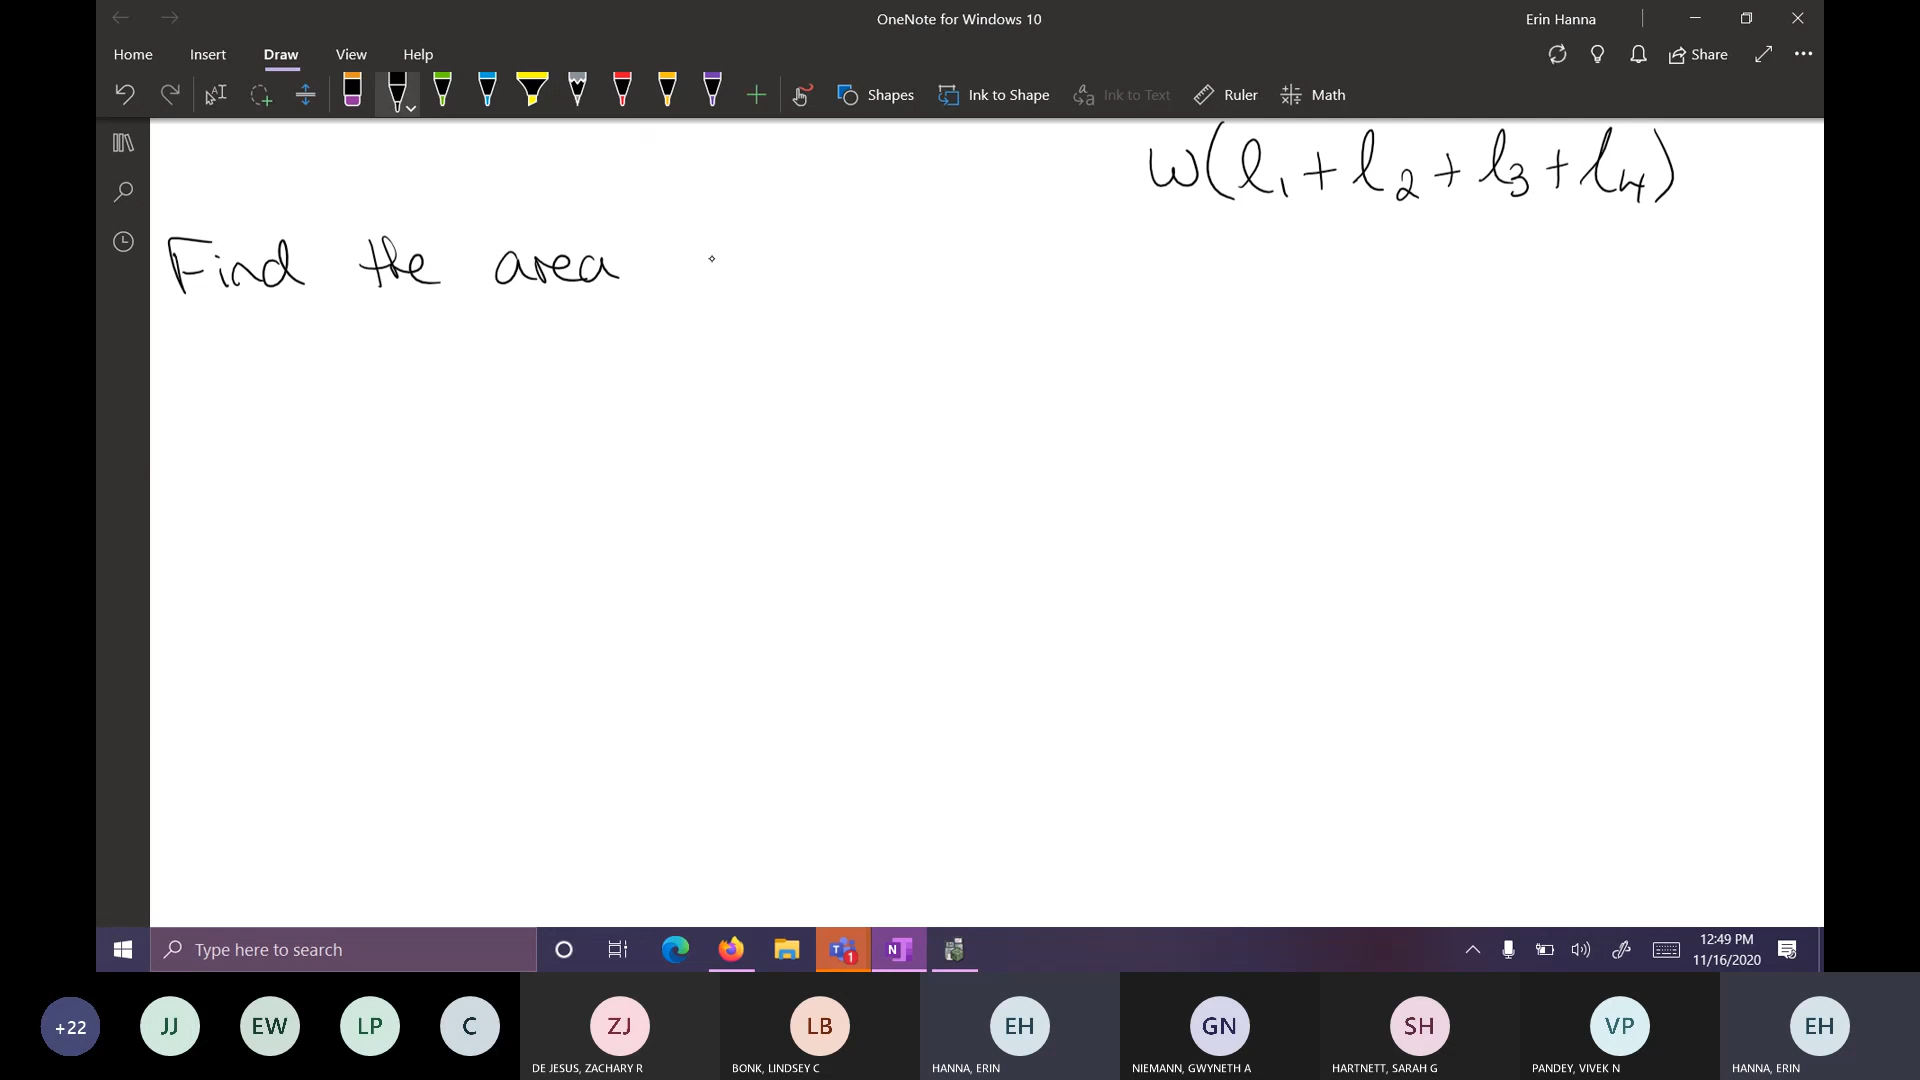 OneNote for Windows 10
Erin Hanna
Home Insert Draw View Help
Share
Shapes Ink to Shape Ink to Text Ruler Math
w(l₁+l₂+l₃+l₄)
Find the area
Type here to search
1
N
12:49 PM
11/16/2020
+22 JJ EW LP C ZJ LB EH GN SH VP EH
DE JESUS, ZACHARY R BONK, LINDSEY C HANNA, ERIN NIEMANN, GWYNETH A HARTNETT, SARAH G PANDEY, VIVEK N HANNA, ERIN